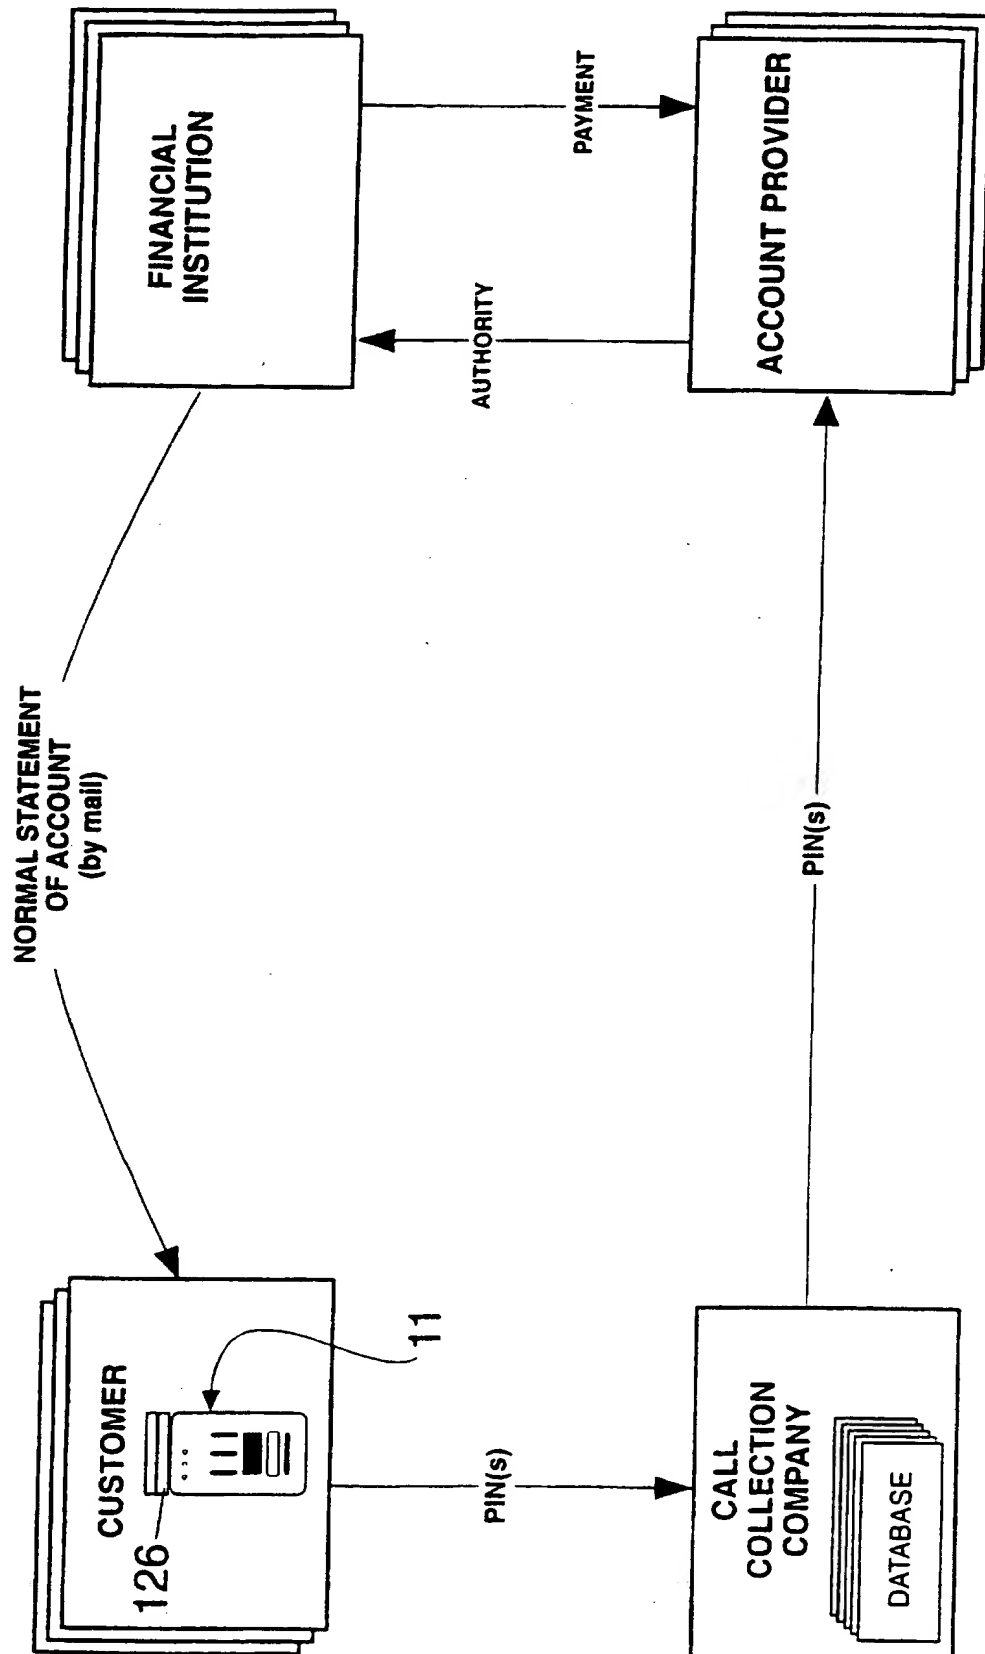 NORMAL STATEMENT
OF ACCOUNT
(by mail)
CUSTOMER
126
11
FINANCIAL
INSTITUTION
PIN(s)
AUTHORITY
PAYMENT
CALL
COLLECTION
COMPANY
DATABASE
PIN(s)
ACCOUNT PROVIDER